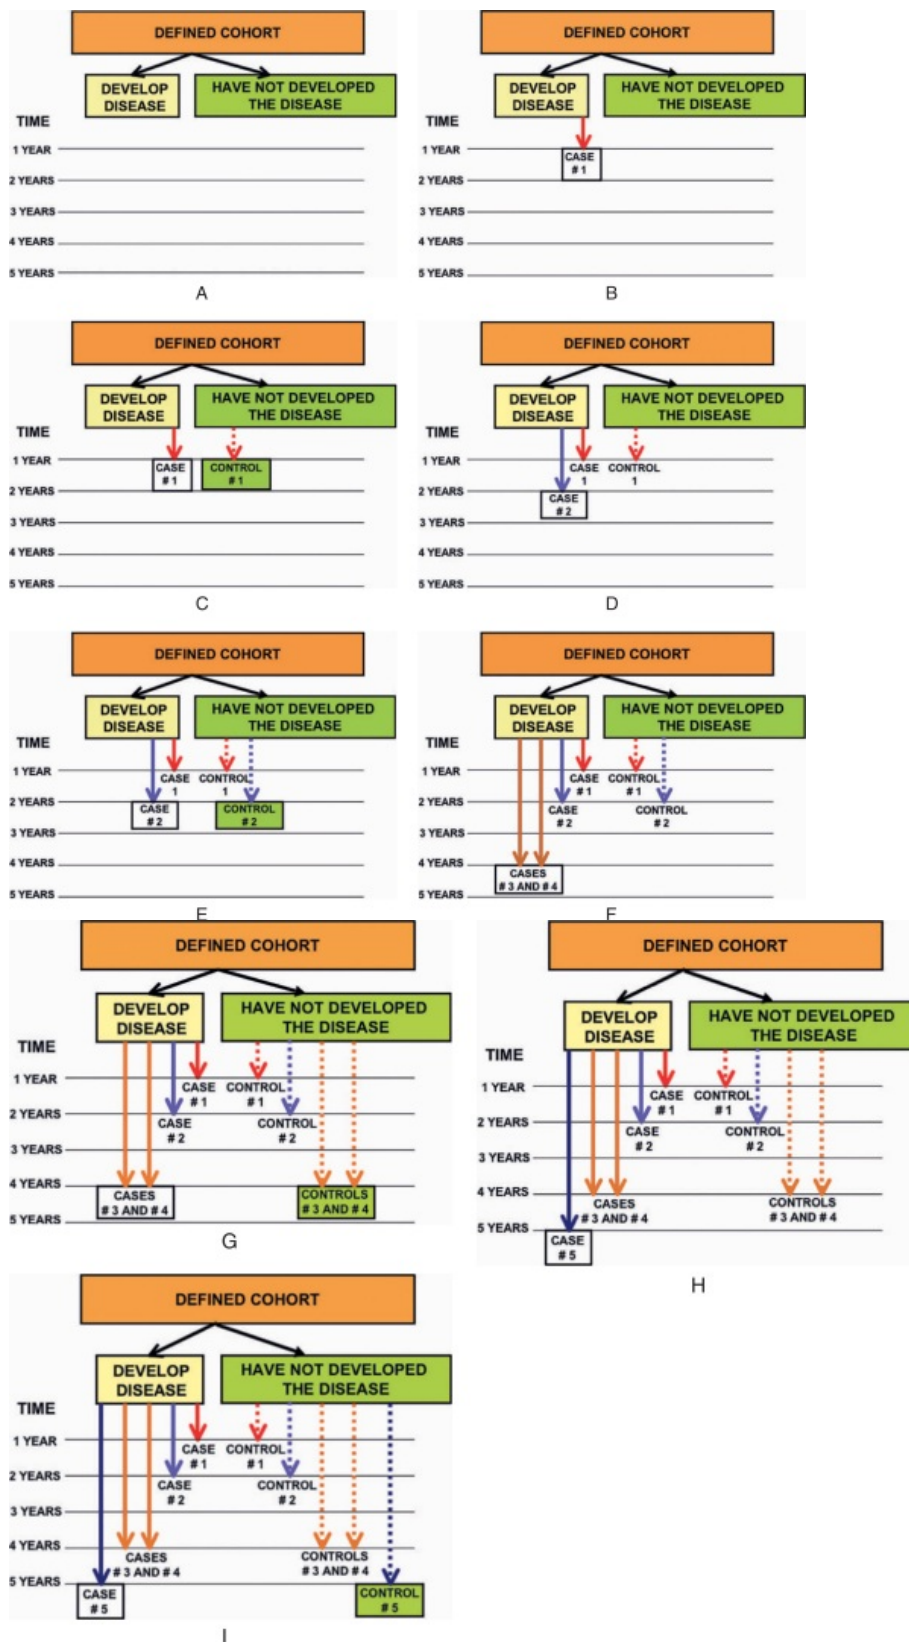 DEFINED COHORT
DEVELOP
DISEASE
HAVE NOT DEVELOPED
THE DISEASE
TIME
1 YEAR
2 YEARS
3 YEARS
4 YEARS
5 YEARS
A
DEFINED COHORT
DEVELOP
DISEASE
HAVE NOT DEVELOPED
THE DISEASE
TIME
1 YEAR
CASE
# 1
2 YEARS
3 YEARS
4 YEARS
5 YEARS
B
DEFINED COHORT
DEVELOP
DISEASE
HAVE NOT DEVELOPED
THE DISEASE
TIME
1 YEAR
CASE
# 1
CONTROL
# 1
2 YEARS
3 YEARS
4 YEARS
5 YEARS
C
DEFINED COHORT
DEVELOP
DISEASE
HAVE NOT DEVELOPED
THE DISEASE
TIME
1 YEAR
CASE
1
CONTROL
1
2 YEARS
CASE
# 2
3 YEARS
4 YEARS
5 YEARS
D
DEFINED COHORT
DEVELOP
DISEASE
HAVE NOT DEVELOPED
THE DISEASE
TIME
1 YEAR
CASE
1
CONTROL
1
2 YEARS
CASE
# 2
CONTROL
# 2
3 YEARS
4 YEARS
5 YEARS
E
DEFINED COHORT
DEVELOP
DISEASE
HAVE NOT DEVELOPED
THE DISEASE
TIME
1 YEAR
CASE
# 1
CONTROL
# 1
2 YEARS
CASE
# 2
CONTROL
# 2
3 YEARS
4 YEARS
CASES
# 3 AND # 4
5 YEARS
F
DEFINED COHORT
DEVELOP
DISEASE
HAVE NOT DEVELOPED
THE DISEASE
TIME
1 YEAR
CASE
# 1
CONTROL
# 1
2 YEARS
CASE
# 2
CONTROL
# 2
3 YEARS
4 YEARS
CASES
# 3 AND # 4
CONTROLS
# 3 AND # 4
5 YEARS
G
DEFINED COHORT
DEVELOP
DISEASE
HAVE NOT DEVELOPED
THE DISEASE
TIME
1 YEAR
CASE
# 1
CONTROL
# 1
2 YEARS
CASE
# 2
CONTROL
# 2
3 YEARS
4 YEARS
CASES
# 3 AND # 4
CONTROLS
# 3 AND # 4
5 YEARS
CASE
# 5
H
DEFINED COHORT
DEVELOP
DISEASE
HAVE NOT DEVELOPED
THE DISEASE
TIME
1 YEAR
CASE
# 1
CONTROL
# 1
2 YEARS
CASE
# 2
CONTROL
# 2
3 YEARS
4 YEARS
CASES
# 3 AND # 4
CONTROLS
# 3 AND # 4
5 YEARS
CASE
# 5
CONTROL
# 5
I